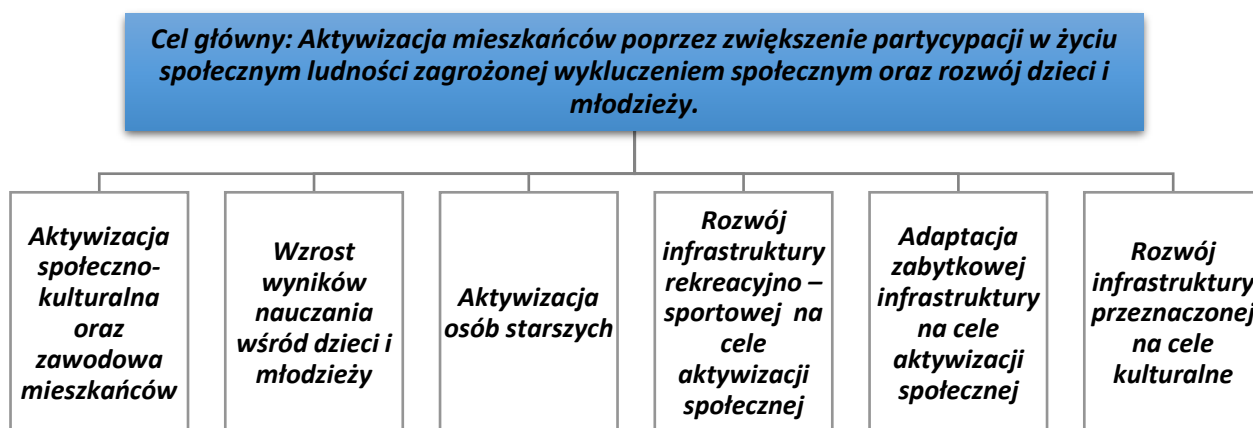 Cel główny: Aktywizacja mieszkańców poprzez zwiększenie partycypacji w życiu
społecznym ludności zagrożonej wykluczeniem społecznym oraz rozwój dzieci i
młodzieży.
Aktywizacja
społeczno-
kulturalna
oraz
zawodowa
mieszkańców
Wzrost
wyników
nauczania
wśród dzieci i
młodzieży
Aktywizacja
osób starszych
Rozwój
infrastruktury
rekreacyjno –
sportowej na
cele
aktywizacji
społecznej
Adaptacja
zabytkowej
infrastruktury
na cele
aktywizacji
społecznej
Rozwój
infrastruktury
przeznaczonej
na cele
kulturalne